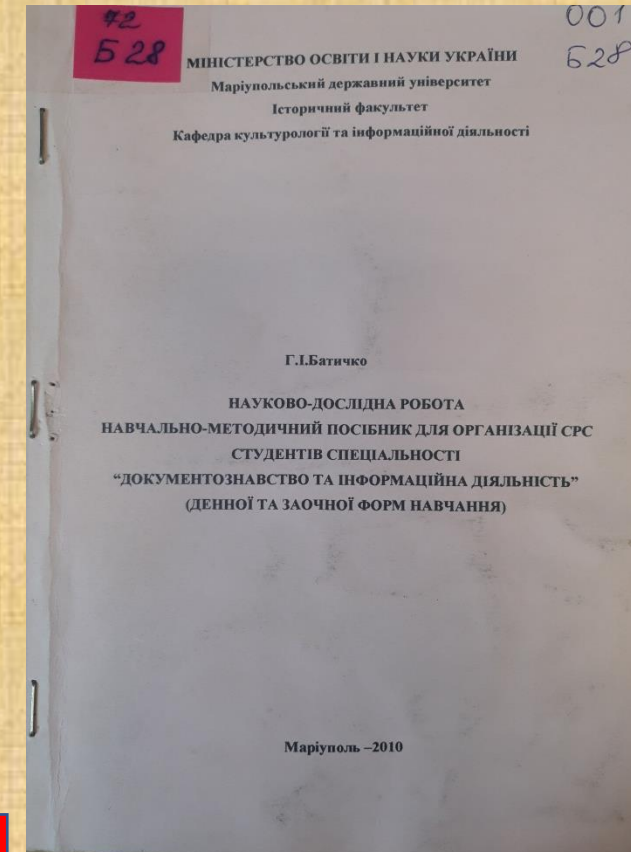 72
Б 28
001
Б28
МІНІСТЕРСТВО ОСВІТИ І НАУКИ УКРАЇНИ
Маріупольський державний університет
Історичний факультет
Кафедра культурології та інформаційної діяльності
Г.І.Батичко
НАУКОВО-ДОСЛІДНА РОБОТА
НАВЧАЛЬНО-МЕТОДИЧНИЙ ПОСІБНИК ДЛЯ ОРГАНІЗАЦІЇ СРС
СТУДЕНТІВ СПЕЦІАЛЬНОСТІ
“ДОКУМЕНТОЗНАВСТВО ТА ІНФОРМАЦІЙНА ДІЯЛЬНІСТЬ”
(ДЕННОЇ ТА ЗАОЧНОЇ ФОРМ НАВЧАННЯ)
Маріуполь –2010